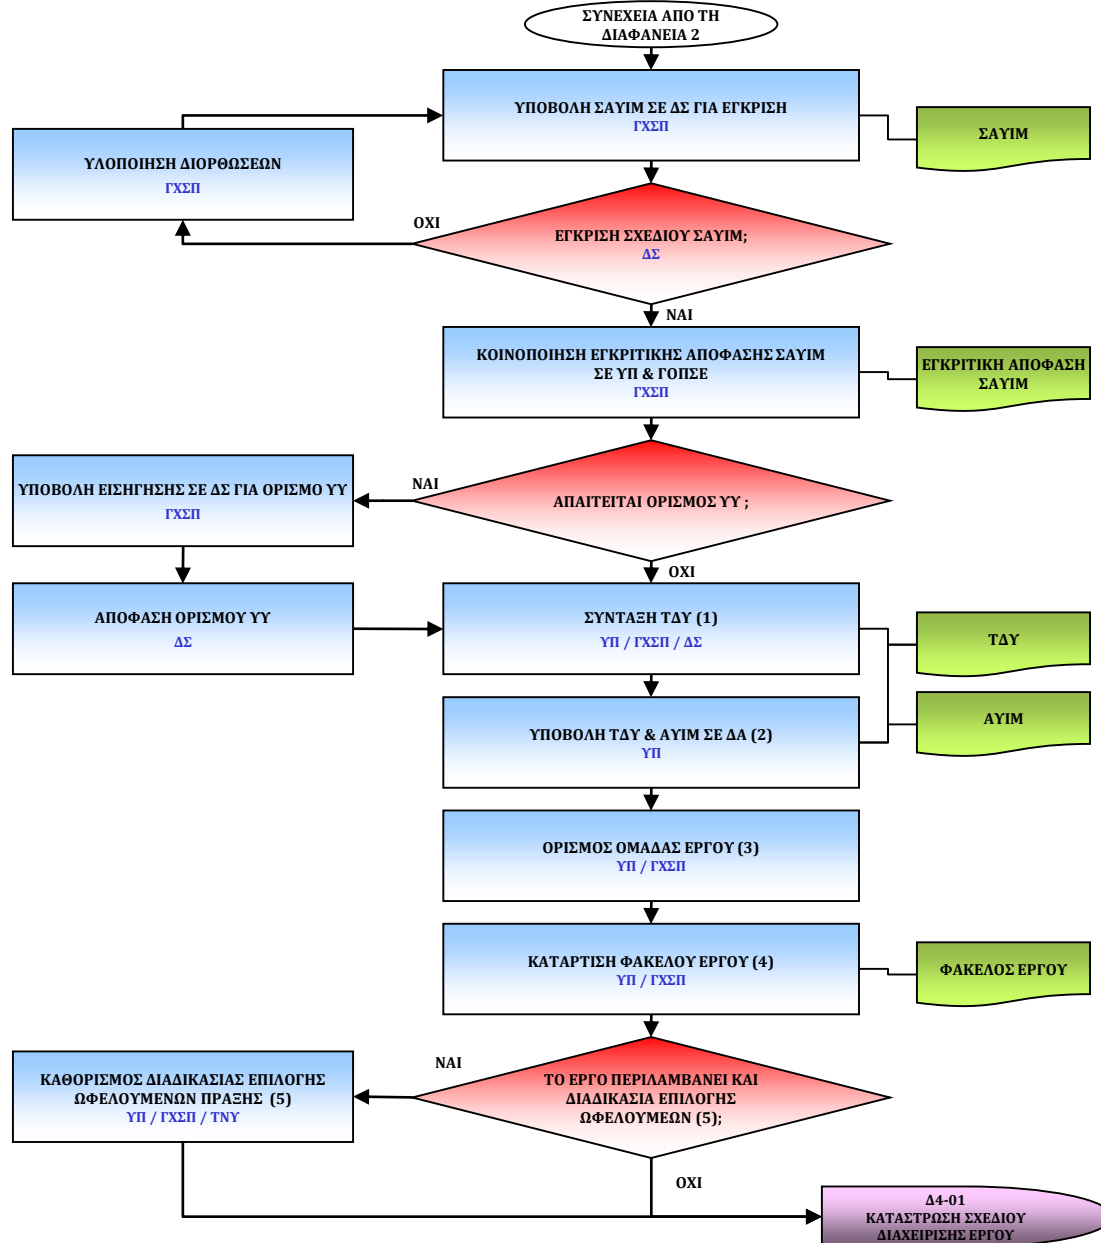 ΣΥΝΕΧΕΙΑ ΑΠΟ ΤΗ
ΔΙΑΦΑΝΕΙΑ 2
ΥΠΟΒΟΛΗ ΣΑΥΙΜ ΣΕ ΔΣ ΓΙΑ ΕΓΚΡΙΣΗ
ΓΧΣΠ
ΣΑΥΙΜ
ΥΛΟΠΟΙΗΣΗ ΔΙΟΡΘΩΣΕΩΝ
ΓΧΣΠ
ΟΧΙ
ΕΓΚΡΙΣΗ ΣΧΕΔΙΟΥ ΣΑΥΙΜ;
ΔΣ
ΝΑΙ
ΚΟΙΝΟΠΟΙΗΣΗ ΕΓΚΡΙΤΙΚΗΣ ΑΠΟΦΑΣΗΣ ΣΑΥΙΜ
ΣΕ ΥΠ & ΓΟΠΣΕ
ΓΧΣΠ
ΕΓΚΡΙΤΙΚΗ ΑΠΟΦΑΣΗ
ΣΑΥΙΜ
ΥΠΟΒΟΛΗ ΕΙΣΗΓΗΣΗΣ ΣΕ ΔΣ ΓΙΑ ΟΡΙΣΜΟ ΥΥ
ΓΧΣΠ
ΝΑΙ
ΑΠΑΙΤΕΙΤΑΙ ΟΡΙΣΜΟΣ ΥΥ ;
ΟΧΙ
ΑΠΟΦΑΣΗ ΟΡΙΣΜΟΥ ΥΥ
ΔΣ
ΣΥΝΤΑΞΗ ΤΔΥ (1)
ΥΠ / ΓΧΣΠ / ΔΣ
ΤΔΥ
ΥΠΟΒΟΛΗ ΤΔΥ & ΑΥΙΜ ΣΕ ΔΑ (2)
ΥΠ
ΑΥΙΜ
ΟΡΙΣΜΟΣ ΟΜΑΔΑΣ ΕΡΓΟΥ (3)
ΥΠ / ΓΧΣΠ
ΚΑΤΑΡΤΙΣΗ ΦΑΚΕΛΟΥ ΕΡΓΟΥ (4)
ΥΠ / ΓΧΣΠ
ΦΑΚΕΛΟΣ ΕΡΓΟΥ
ΚΑΘΟΡΙΣΜΟΣ ΔΙΑΔΙΚΑΣΙΑΣ ΕΠΙΛΟΓΗΣ
ΩΦΕΛΟΥΜΕΝΩΝ ΠΡΑΞΗΣ (5)
ΥΠ / ΓΧΣΠ / ΤΝΥ
ΝΑΙ
ΤΟ ΕΡΓΟ ΠΕΡΙΛΑΜΒΑΝΕΙ ΚΑΙ
ΔΙΑΔΙΚΑΣΙΑ ΕΠΙΛΟΓΗΣ
ΩΦΕΛΟΥΜΕΩΝ (5);
ΟΧΙ
Δ4-01
ΚΑΤΑΣΤΡΩΣΗ ΣΧΕΔΙΟΥ
ΔΙΑΧΕΙΡΙΣΗΣ ΕΡΓΟΥ